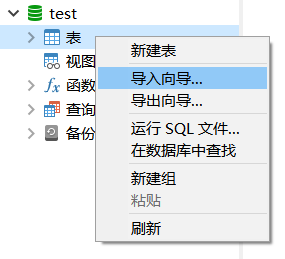 test
表
新建表
视图
导入向导...
函数
导出向导...
查询
运行 SQL 文件...
备份
在数据库中查找
新建组
粘贴
刷新